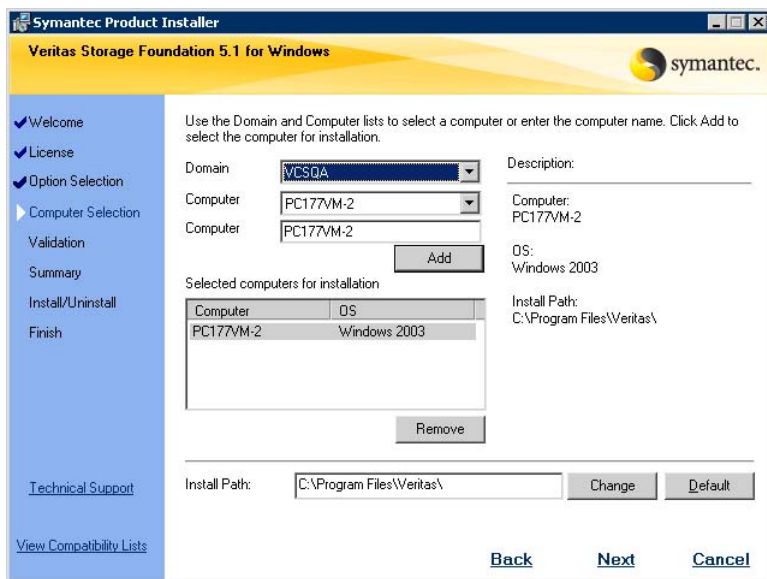 Symantec Product Installer
Veritas Storage Foundation 5.1 for Windows
symantec.
Welcome
License
Option Selection
Computer Selection
Validation
Summary
Install/Uninstall
Finish
Technical Support
View Compatibility Lists
Use the Domain and Computer lists to select a computer or enter the computer name. Click Add to
select the computer for installation.
Domain VCSQA
Computer PC177VM-2
Computer PC177VM-2
Add
Selected computers for installation
Computer OS
PC177VM-2 Windows 2003
Remove
Description:
Computer:
PC177VM-2
OS:
Windows 2003
Install Path:
C:\Program Files\Veritas\
Install Path: C:\Program Files\Veritas\ Change Default
Back Next Cancel